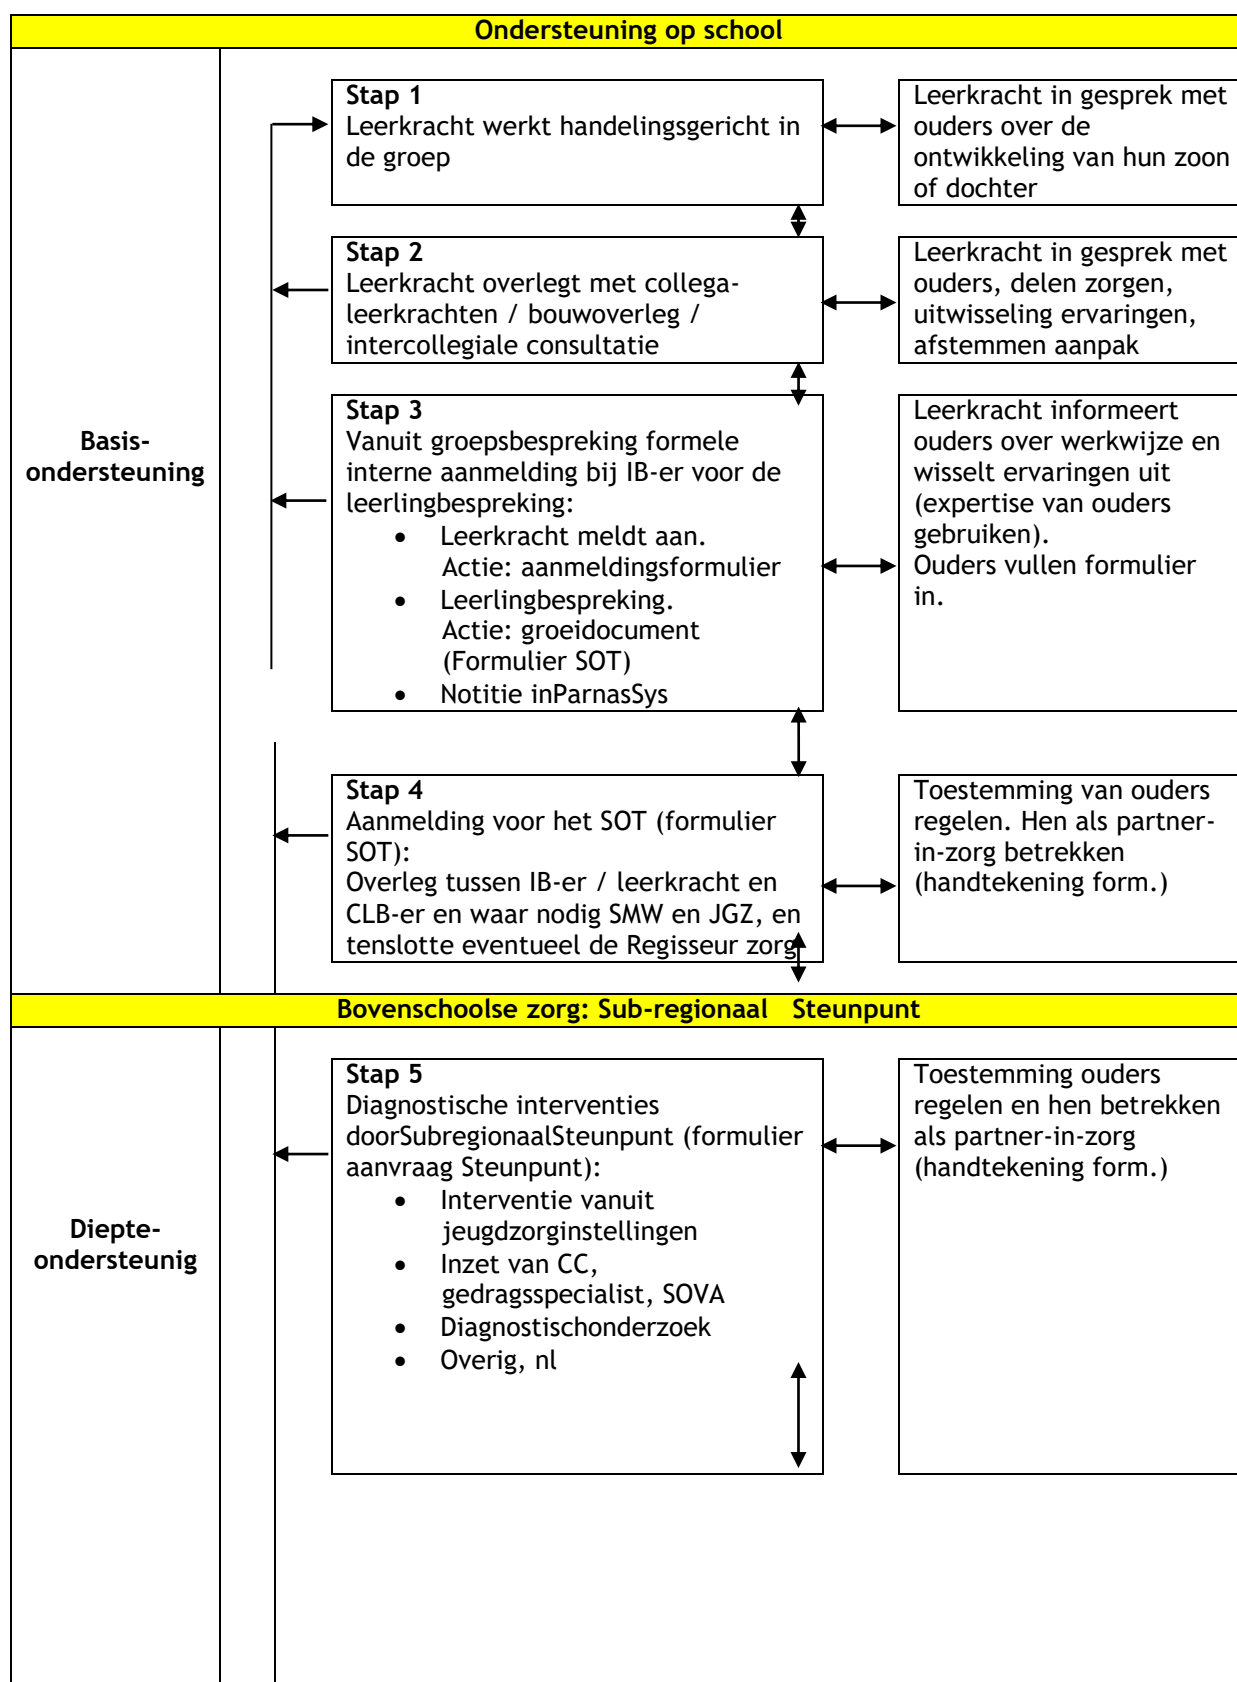 Ondersteuning op school
Basis-
ondersteuning
Stap 1
Leerkracht werkt handelingsgericht in
de groep
Leerkracht in gesprek met
ouders over de
ontwikkeling van hun zoon
of dochter
Stap 2
Leerkracht overlegt met collega-
leerkrachten / bouwoverleg /
intercollegiale consultatie
Leerkracht in gesprek met
ouders, delen zorgen,
uitwisseling ervaringen,
afstemmen aanpak
Stap 3
Vanuit groepsbespreking formele
interne aanmelding bij IB-er voor de
leerlingbespreking:
• Leerkracht meldt aan.
Actie: aanmeldingsformulier
• Leerlingbespreking.
Actie: groeidocument
(Formulier SOT)
• Notitie inParnasSys
Leerkracht informeert
ouders over werkwijze en
wisselt ervaringen uit
(expertise van ouders
gebruiken).
Ouders vullen formulier
in.
Stap 4
Aanmelding voor het SOT (formulier
SOT):
Overleg tussen IB-er / leerkracht en
CLB-er en waar nodig SMW en JGZ, en
tenslotte eventueel de Regisseur zorg
Toestemming van ouders
regelen. Hen als partner-
in-zorg betrekken
(handtekening form.)
Bovenschoolse zorg: Sub-regionaal Steunpunt
Diepte-
ondersteunig
Stap 5
Diagnostische interventies
doorSubregionaalSteunpunt (formulier
aanvraag Steunpunt):
• Interventie vanuit
jeugdzorginstellingen
• Inzet van CC,
gedragsspecialist, SOVA
• Diagnostischonderzoek
• Overig, nl
Toestemming ouders
regelen en hen betrekken
als partner-in-zorg
(handtekening form.)